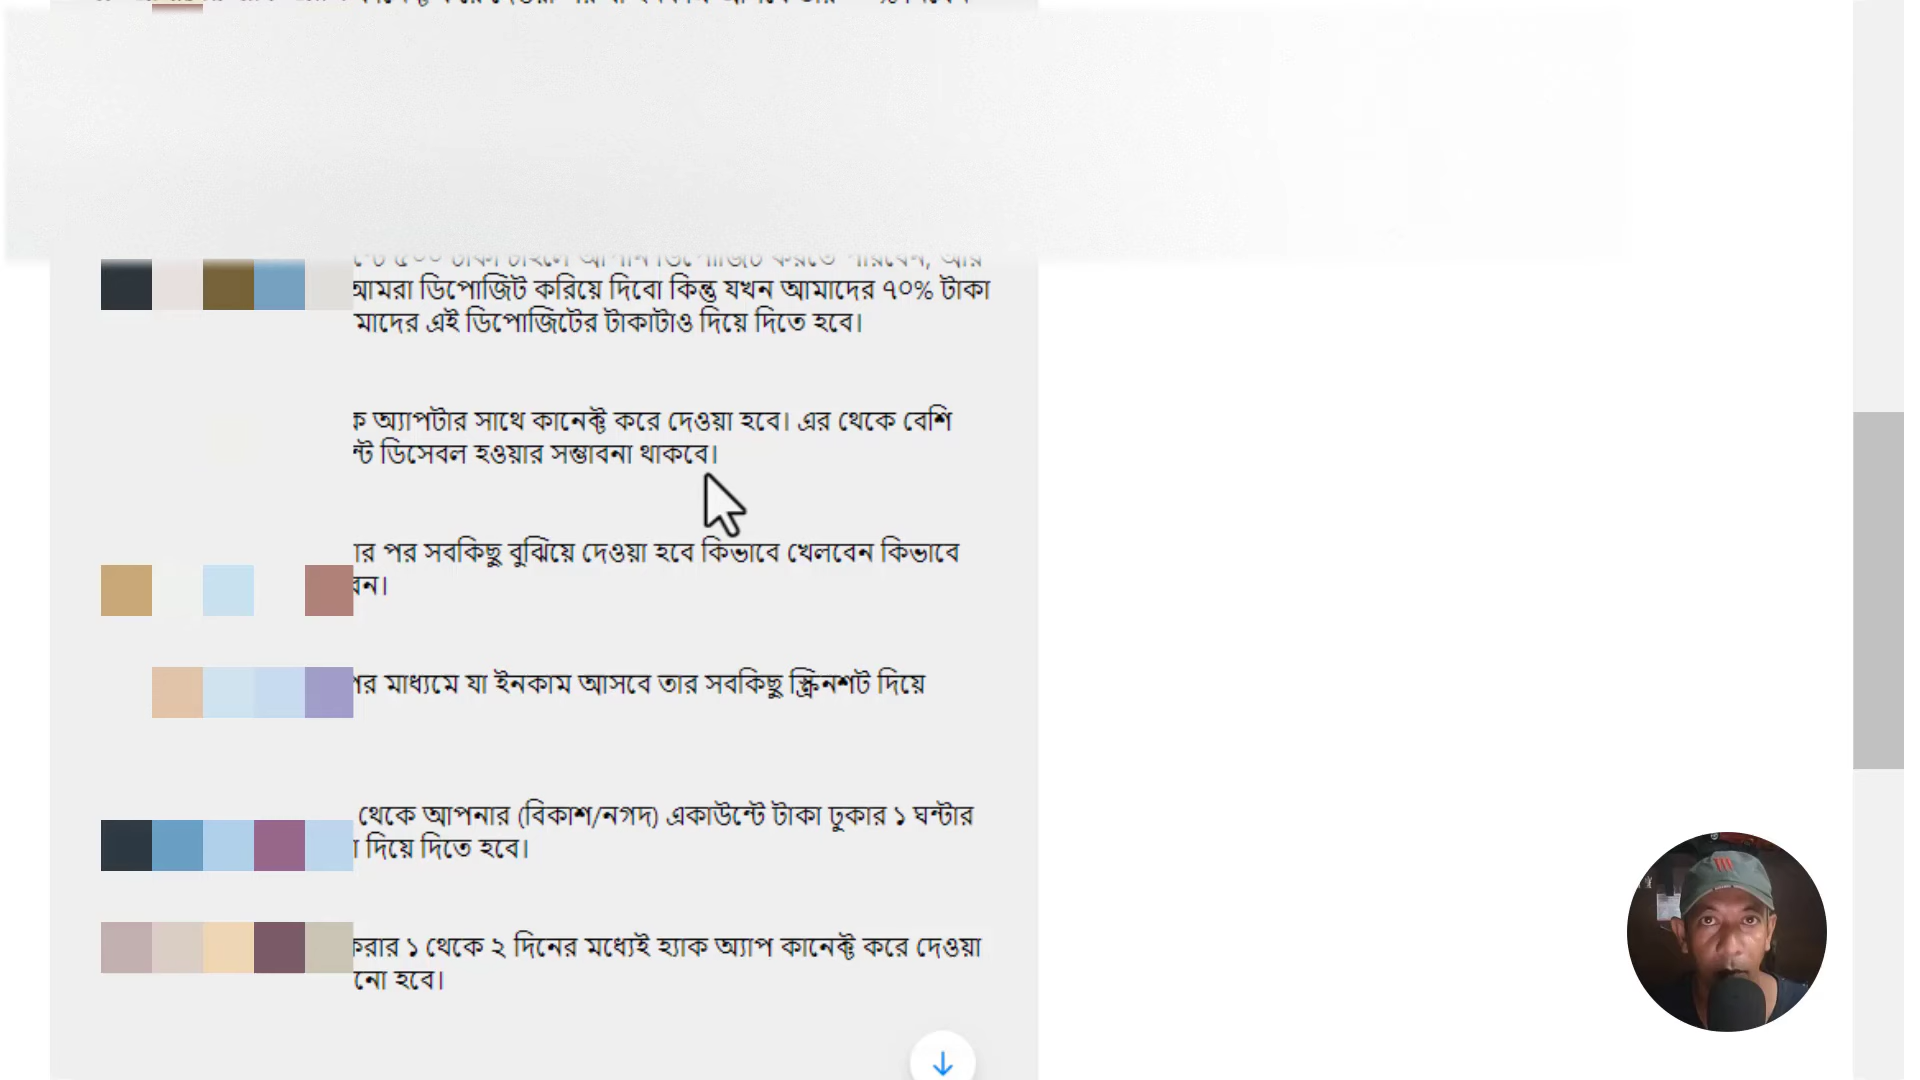 আমরা ডিপোজিট করিয়ে দিবো কিন্তু যখন আমাদের ৭০% টাকা
মাদের এই ডিপোজিটের টাকাটাও দিয়ে দিতে হবে।
ক অ্যাপটার সাথে কানেক্ট করে দেওয়া হবে। এর থেকে বেশি
ন্ট ডিসেবল হওয়ার সম্ভাবনা থাকবে।
ার পর সবকিছু বুঝিয়ে দেওয়া হবে কিভাবে খেলবেন কিভাবে
বেন।
পের মাধ্যমে যা ইনকাম আসবে তার সবকিছু স্ক্রিনশট দিয়ে
থেকে আপনার (বিকাশ/নগদ) একাউন্টে টাকা ঢুকার ১ ঘন্টার
দিয়ে দিতে হবে।
করার ১ থেকে ২ দিনের মধ্যেই হ্যাক অ্যাপ কানেক্ট করে দেওয়া
নো হবে।